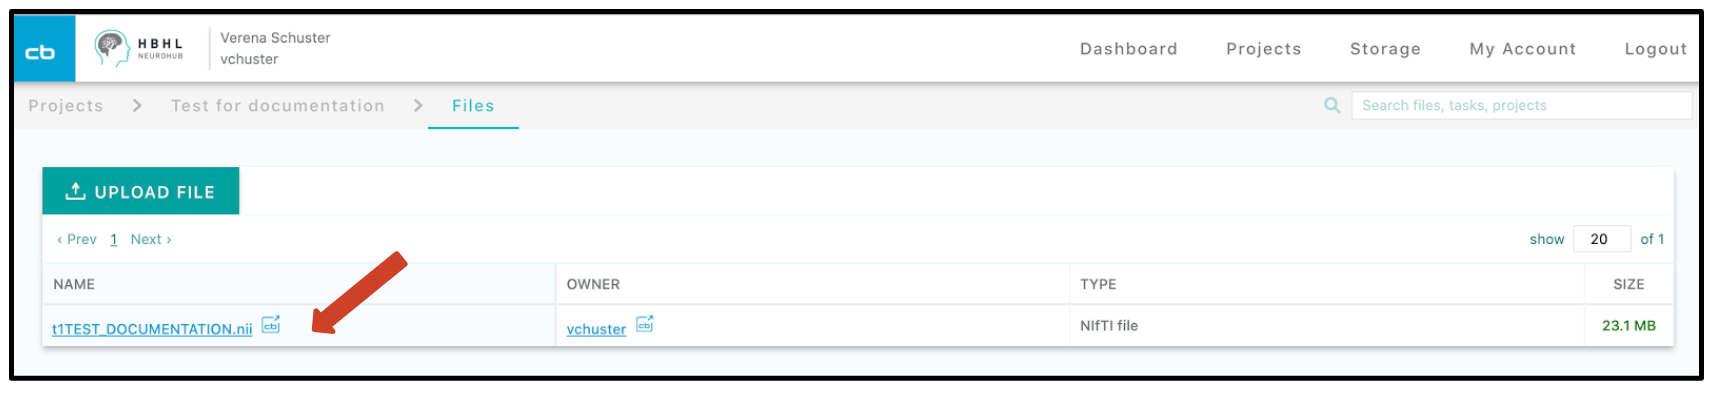 cb
HBHL
NEUROHUB
Verena Schuster
vchuster
Dashboard Projects Storage My Account Logout
Projects > Test for documentation > Files
Search files, tasks, projects
UPLOAD FILE
‹ Prev 1 Next ›
show 20 of 1
NAME OWNER TYPE SIZE
t1TEST_DOCUMENTATION.nii cb vchuster cb NIfTI file 23.1 MB